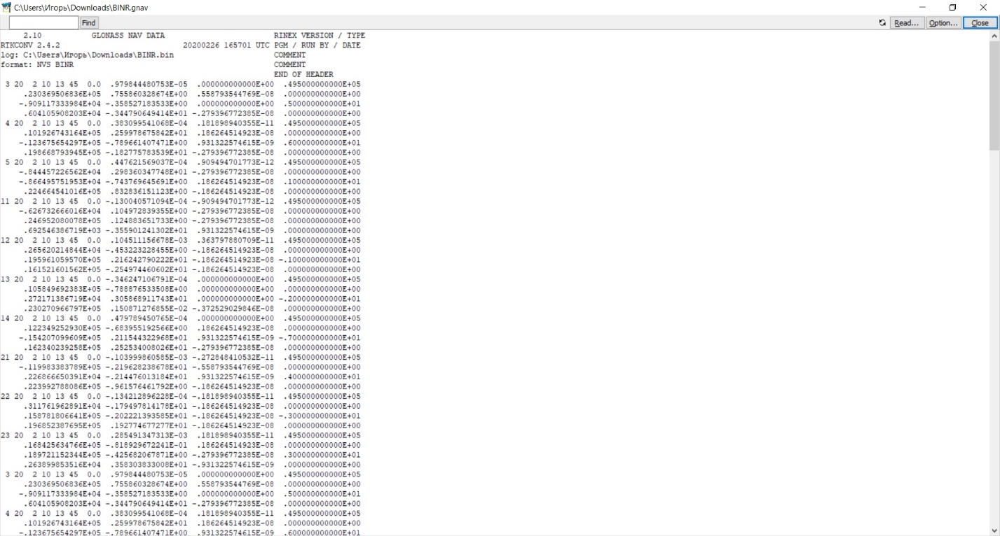 C:\Users\Игорь\Downloads\BINR.gnav
Find Read... Option... Close
2.10 GLONASS NAV DATA RINEX VERSION / TYPE
RTKCONV 2.4.2 20200226 165701 UTC PGM / RUN BY / DATE
log: C:\Users\Игорь\Downloads\BINR.bin COMMENT
format: NVS BINR COMMENT
END OF HEADER
3 20 2 10 13 45 0.0 .979844480753E-05 .000000000000E+00 .495000000000E+05
.230369506836E+05 .755860328674E+00 .558793544769E-08 .000000000000E+00
-.909117333984E+04 -.358527183533E+00 .000000000000E+00 .500000000000E+01
.604105908203E+04 -.344790649414E+01 -.279396772385E-08 .000000000000E+00
4 20 2 10 13 45 0.0 .383099541068E-04 .181898940355E-11 .495000000000E+05
.101926743164E+05 .259978675842E+01 .186264514923E-08 .000000000000E+00
-.123675654297E+05 -.789661407471E+00 .931322574615E-09 .600000000000E+01
.198668793945E+05 -.182775783539E+01 -.279396772385E-08 .000000000000E+00
5 20 2 10 13 45 0.0 .447621569037E-04 .909494701773E-12 .495000000000E+05
-.844457226562E+04 .298360347748E+01 -.279396772385E-08 .000000000000E+00
-.866495751953E+04 -.743769645691E+00 .186264514923E-08 .100000000000E+01
.224664541016E+05 .832836151123E+00 -.186264514923E-08 .000000000000E+00
11 20 2 10 13 45 0.0 -.130040571094E-04 -.909494701773E-12 .495000000000E+05
-.626732666016E+04 .104972839355E+00 -.279396772385E-08 .000000000000E+00
.246952080078E+05 .124883651733E+00 -.279396772385E-08 .000000000000E+00
.692546386719E+03 -.355901241302E+01 .931322574615E-09 .000000000000E+00
12 20 2 10 13 45 0.0 .104511156678E-03 .363797880709E-11 .495000000000E+05
.265620214844E+04 -.453223228455E+00 -.186264514923E-08 .000000000000E+00
.195961059570E+05 .216242790222E+01 -.186264514923E-08 -.100000000000E+01
.161521601562E+05 -.254974460602E+01 -.186264514923E-08 .000000000000E+00
13 20 2 10 13 45 0.0 -.346247106791E-04 .000000000000E+00 .495000000000E+05
.105849692383E+05 -.788876533508E+00 .000000000000E+00 .000000000000E+00
.272171386719E+04 .305868911743E+01 .000000000000E+00 -.200000000000E+01
.230270966797E+05 .150871276855E-02 -.372529029846E-08 .000000000000E+00
14 20 2 10 13 45 0.0 .479789450765E-04 .000000000000E+00 .495000000000E+05
.122349252930E+05 -.683955192566E+00 .186264514923E-08 .000000000000E+00
-.154207099609E+05 .211544322968E+01 .931322574615E-09 -.700000000000E+01
.162340239258E+05 .252534008026E+01 -.279396772385E-08 .000000000000E+00
21 20 2 10 13 45 0.0 -.103999860585E-03 -.272848410532E-11 .495000000000E+05
-.119983383789E+05 -.219628238678E+01 -.558793544769E-08 .000000000000E+00
.226866650391E+04 -.214476013184E+01 .931322574615E-09 .400000000000E+01
.223992788086E+05 -.961576461792E+00 -.186264514923E-08 .000000000000E+00
22 20 2 10 13 45 0.0 -.134212896228E-04 -.181898940355E-11 .495000000000E+05
.311761962891E+04 -.179497814178E+01 -.186264514923E-08 .000000000000E+00
.158781806641E+05 -.202221393585E+01 -.186264514923E-08 -.300000000000E+01
.196852387695E+05 .192774677277E+01 -.186264514923E-08 .000000000000E+00
23 20 2 10 13 45 0.0 .285491347313E-03 .181898940355E-11 .495000000000E+05
.168425634766E+05 -.818929672241E-01 .186264514923E-08 .000000000000E+00
.189721152344E+05 -.425682067871E+00 -.279396772385E-08 .300000000000E+01
.263899853516E+04 .358303833008E+01 -.931322574615E-09 .000000000000E+00
3 20 2 10 13 45 0.0 .979844480753E-05 .000000000000E+00 .495000000000E+05
.230369506836E+05 .755860328674E+00 .558793544769E-08 .000000000000E+00
-.909117333984E+04 -.358527183533E+00 .000000000000E+00 .500000000000E+01
.604105908203E+04 -.344790649414E+01 -.279396772385E-08 .000000000000E+00
4 20 2 10 13 45 0.0 .383099541068E-04 .181898940355E-11 .495000000000E+05
.101926743164E+05 .259978675842E+01 .186264514923E-08 .000000000000E+00
-.123675654297E+05 -.789661407471E+00 .931322574615E-09 .600000000000E+01